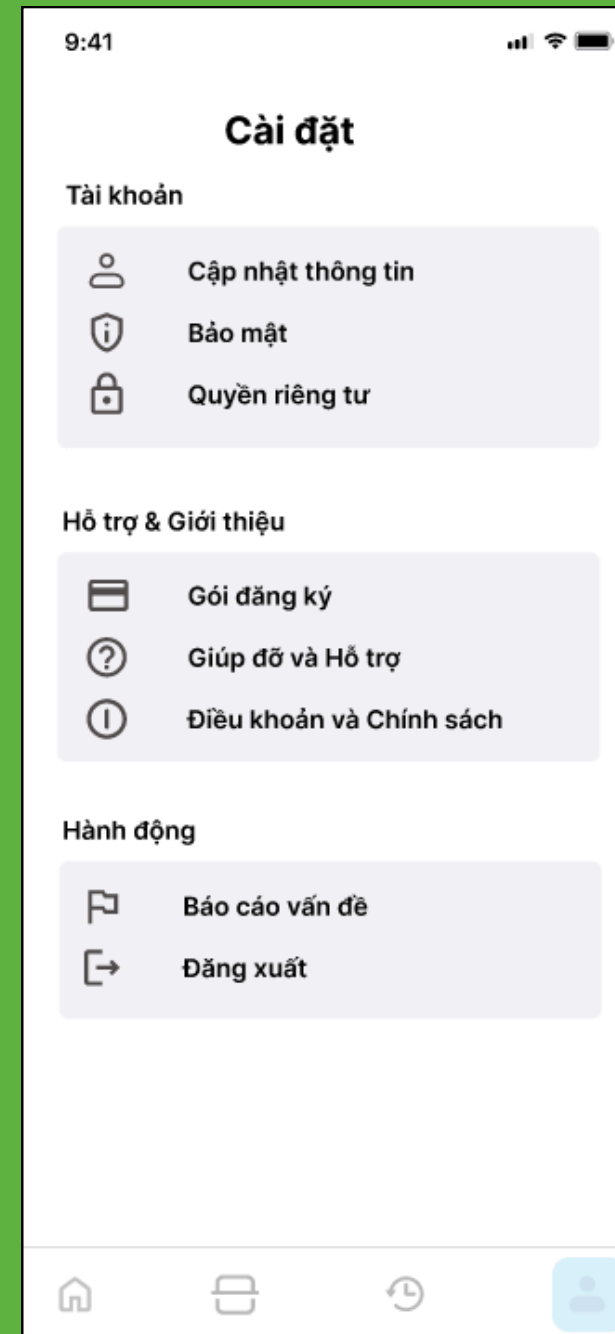 9:41
Cài đặt
Tài khoản
Cập nhật thông tin
Bảo mật
Quyền riêng tư
Hỗ trợ & Giới thiệu
Gói đăng ký
Giúp đỡ và Hỗ trợ
Điều khoản và Chính sách
Hành động
Báo cáo vấn đề
Đăng xuất